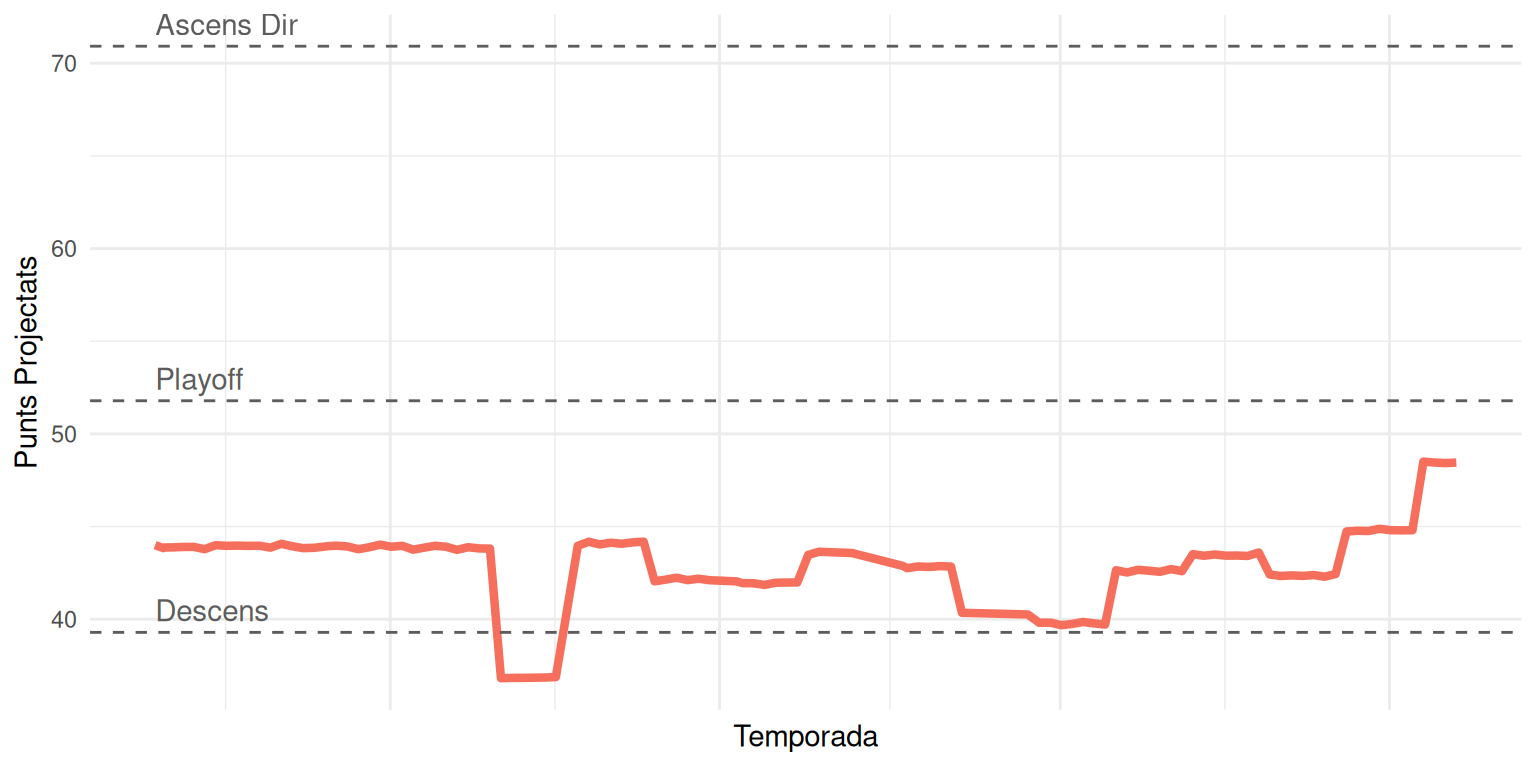 Ascens Dir
70
60
Playoff
50
Descens
40
Punts Projectats
Temporada